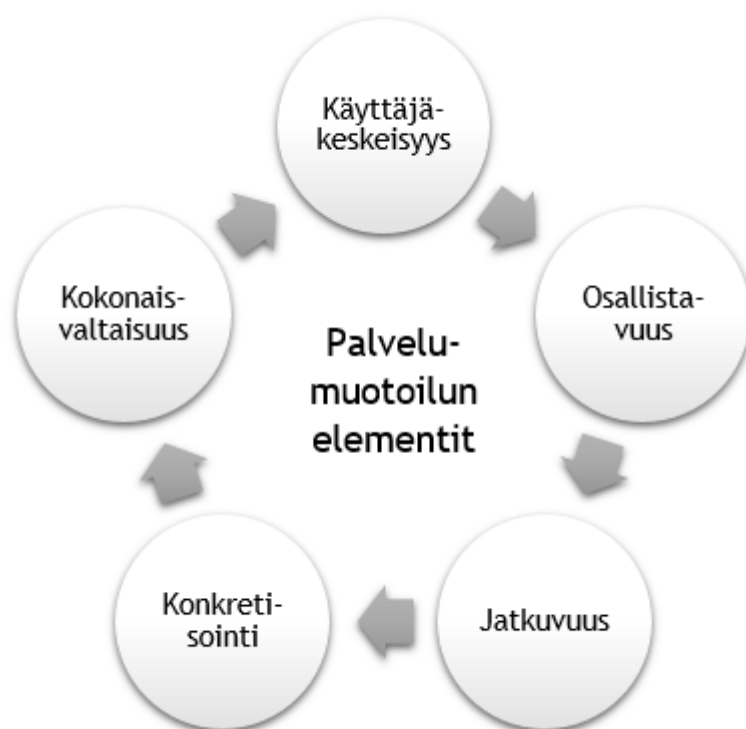 Käyttäjä-
keskeisyys
Osallista-
vuus
Jatkuvuus
Konkreti-
sointi
Kokonais-
valtaisuus
Palvelu-
muotoilun
elementit